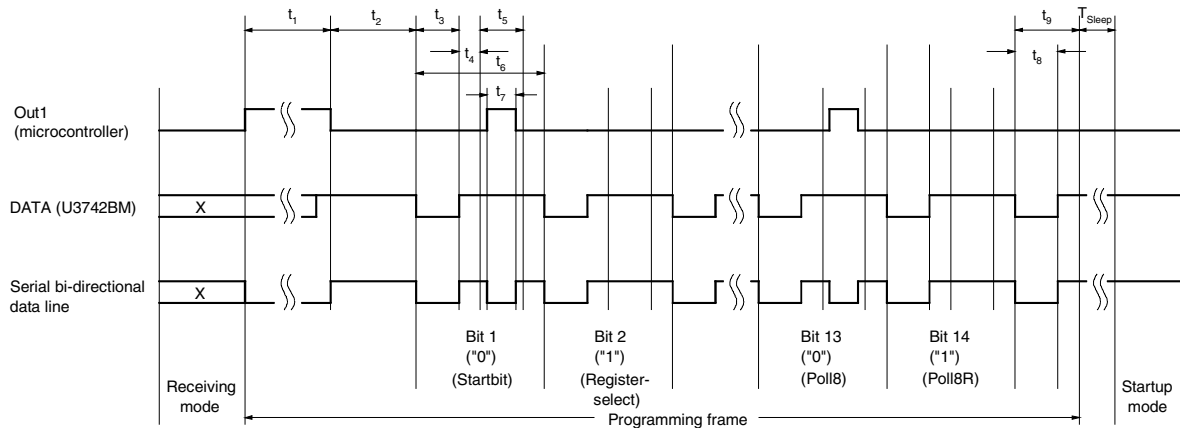 t1 t2 t3 t5 t9 TSleep
t4 t6 t8
t7
Out1
(microcontroller)
DATA (U3742BM) X
Serial bi-directional
data line X
Bit 1
("0")
(Startbit)
Bit 2
("1")
(Register-
select)
Bit 13
("0")
(Poll8)
Bit 14
("1")
(Poll8R)
Receiving
mode
Startup
mode
Programming frame